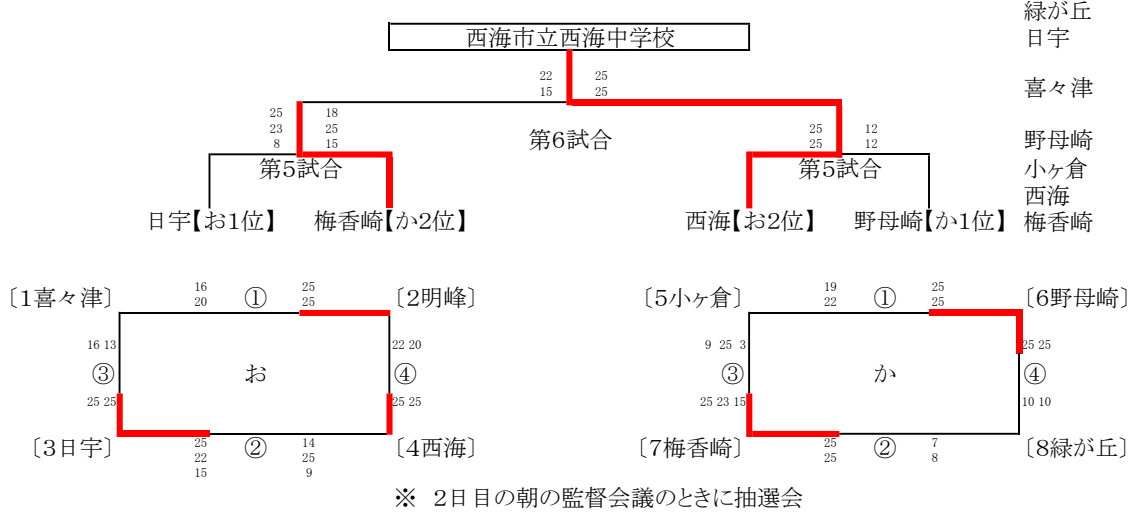 緑が丘
西海市立西海中学校 日宇
22 25
15 25 喜々津
25 18
23 25 第6試合 25 12 野母崎
8 15 25 12
第5試合 第5試合 小ヶ倉
西海
日宇【お1位】 梅香崎【か2位】 西海【お2位】 野母崎【か1位】 梅香崎
〔1喜々津〕 16 ① 25 〔2明峰〕 〔5小ヶ倉〕 19 ① 25 〔6野母崎〕
20 25 22 25
16 13 22 20 9 25 3 25 25
③ お ④ ③ か ④
25 25 25 25 25 23 15 10 10
〔3日宇〕 25 ② 14 〔4西海〕 〔7梅香崎〕 25 ② 7 〔8緑が丘〕
22 25 25 8
15 9
※ 2日目の朝の監督会議のときに抽選会